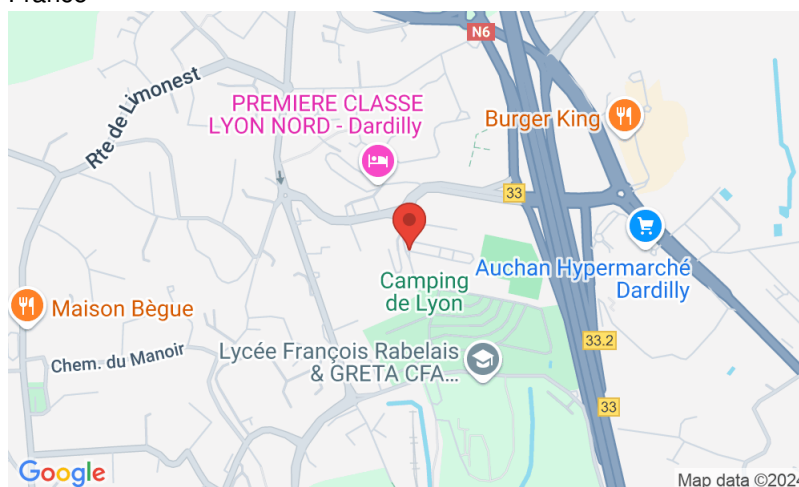 France
N6
Rte de Limonest
PREMIERE CLASSE
LYON NORD - Dardilly
Burger King
33
Auchan Hypermarché
Dardilly
Camping
de Lyon
Maison Bègue
33.2
Chem. du Manoir
Lycée François Rabelais
& GRETA CFA...
33
Google
Map data ©2024